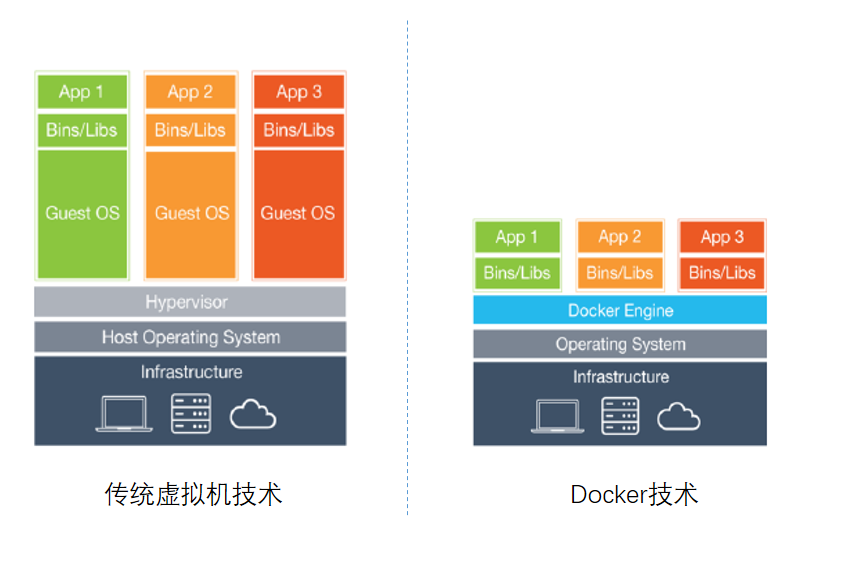 App 1
App 2
App 3
Bins/Libs
Bins/Libs
Bins/Libs
Guest OS
Guest OS
Guest OS
Hypervisor
Host Operating System
Infrastructure
传统虚拟机技术
App 1
App 2
App 3
Bins/Libs
Bins/Libs
Bins/Libs
Docker Engine
Operating System
Infrastructure
Docker技术